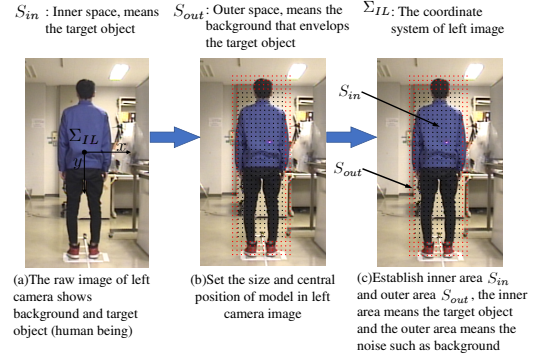 S_in : Inner space, means
the target object
S_out: Outer space, means the
background that envelops
the target object
Σ_IL: The coordinate
system of left image
Σ_IL
x
y
S_in
S_out
(a)The raw image of left
camera shows
background and target
object (human being)
(b)Set the size and central
position of model in left
camera image
(c)Establish inner area S_in
and outer area S_out, the inner
area means the target object
and the outer area means the
noise such as background